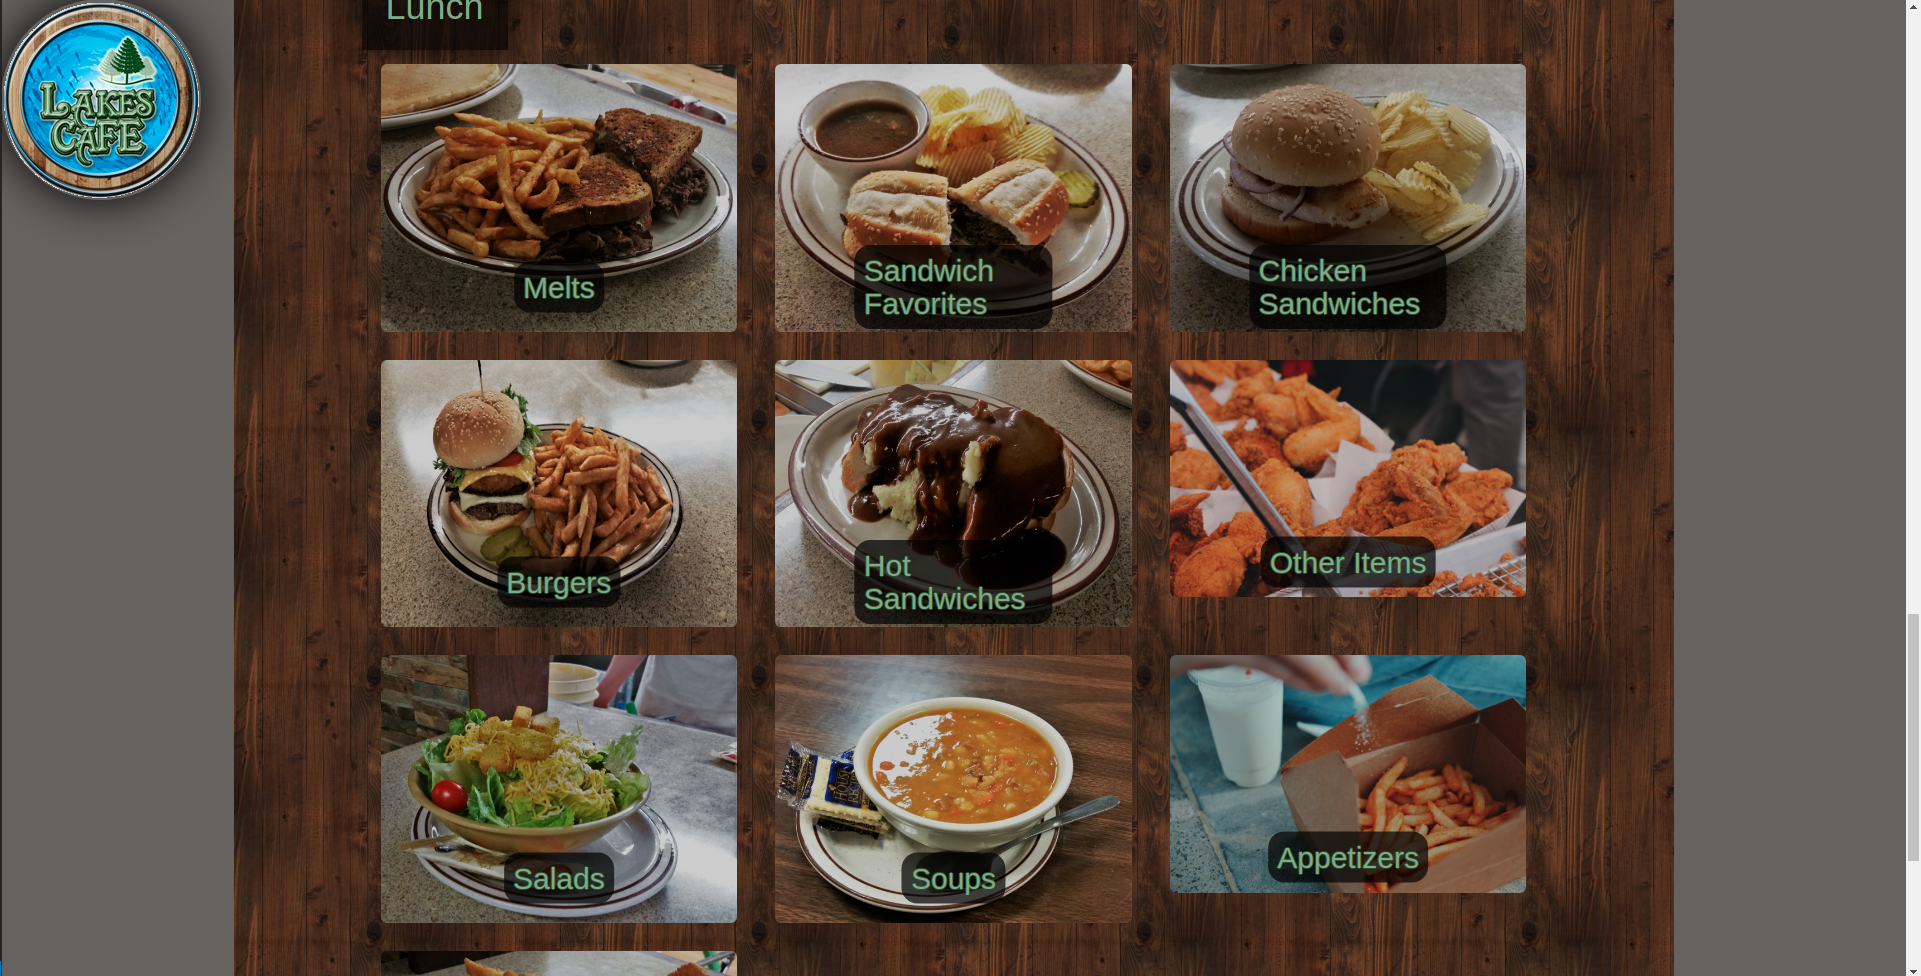 Lunch
LAKES
CAFE
Melts
Sandwich
Favorites
Chicken
Sandwiches
Burgers
Hot
Sandwiches
Other Items
Salads
Soups
Appetizers